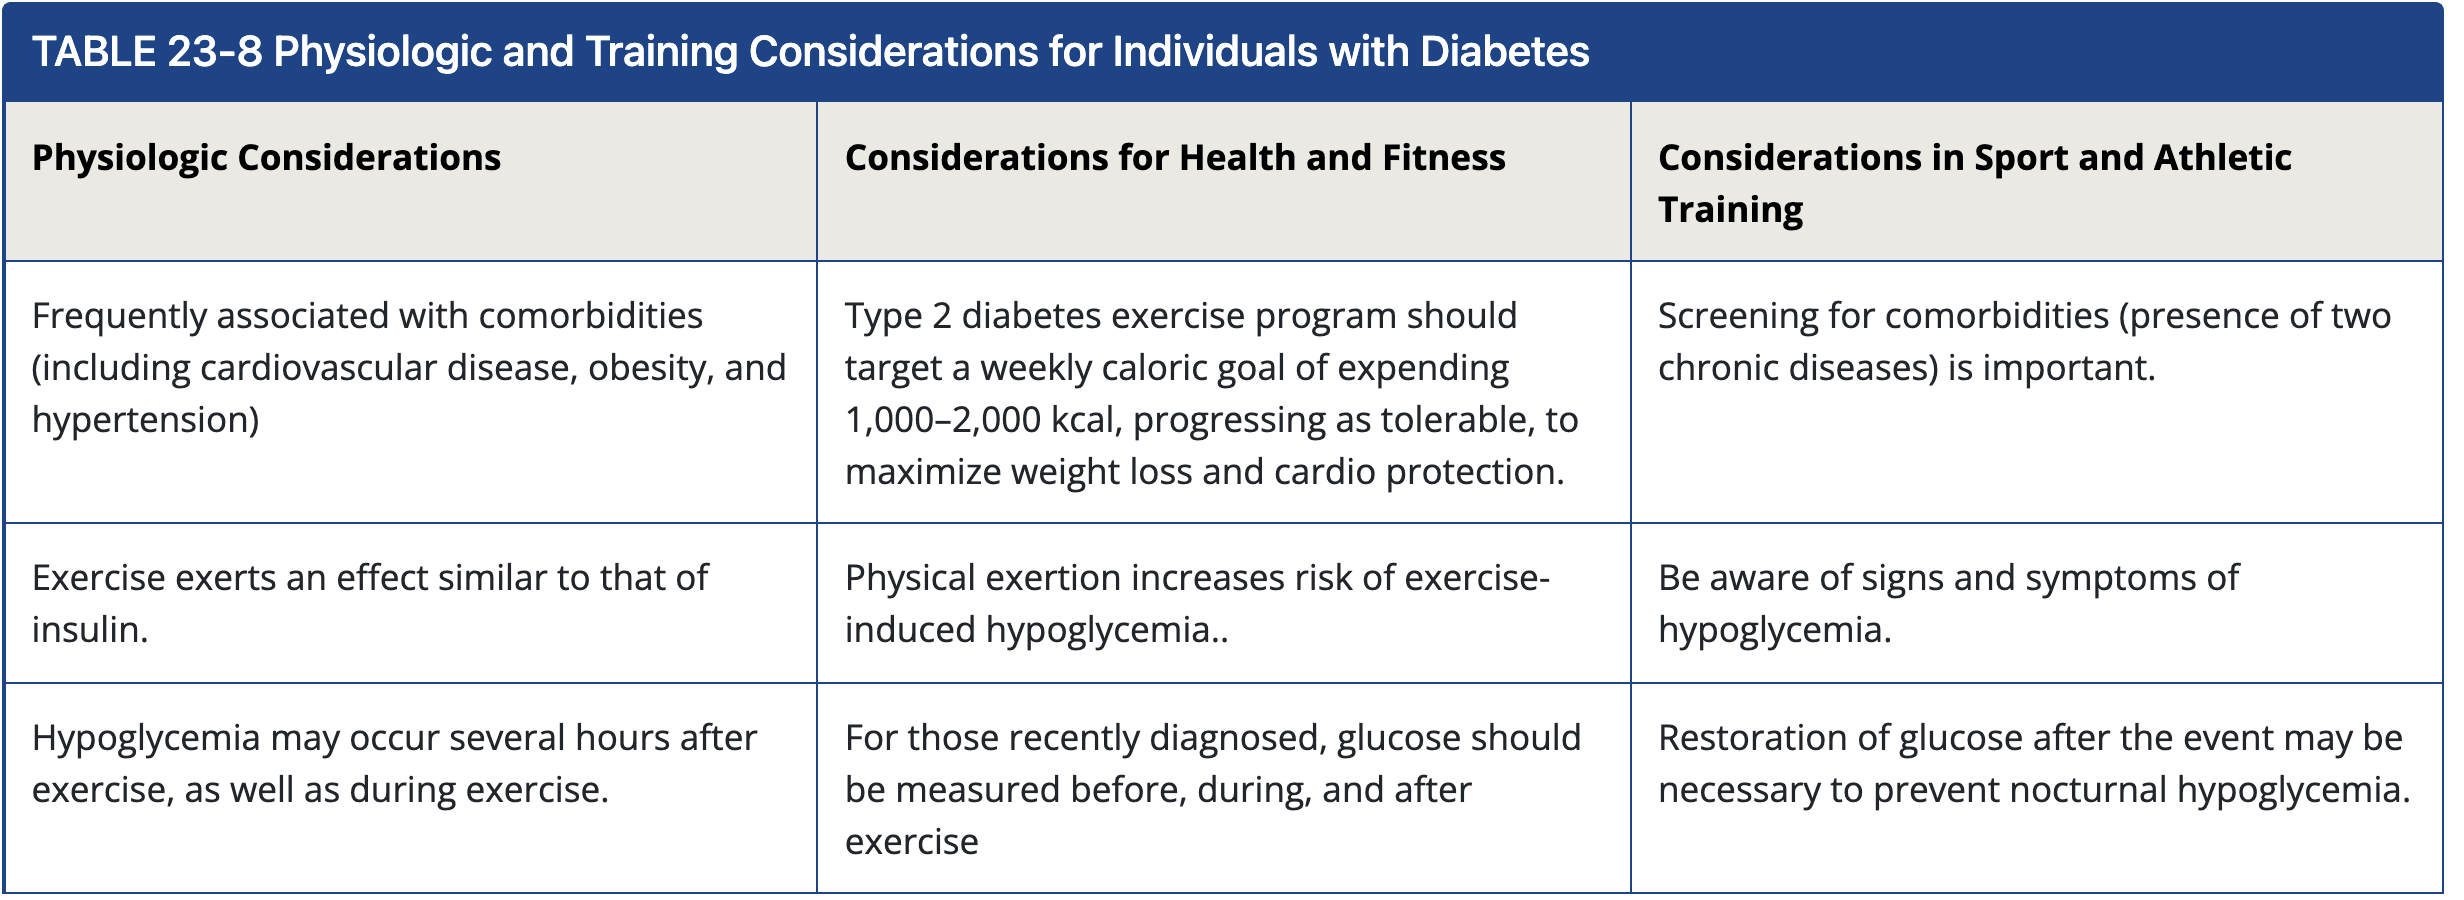 TABLE 23-8 Physiologic and Training Considerations for Individuals with Diabetes
Physiologic Considerations
Considerations for Health and Fitness
Considerations in Sport and Athletic
Training
Frequently associated with comorbidities
(including cardiovascular disease, obesity, and
hypertension)
Type 2 diabetes exercise program should
target a weekly caloric goal of expending
1,000–2,000 kcal, progressing as tolerable, to
maximize weight loss and cardio protection.
Screening for comorbidities (presence of two
chronic diseases) is important.
Exercise exerts an effect similar to that of
insulin.
Physical exertion increases risk of exercise-
induced hypoglycemia..
Be aware of signs and symptoms of
hypoglycemia.
Hypoglycemia may occur several hours after
exercise, as well as during exercise.
For those recently diagnosed, glucose should
be measured before, during, and after
exercise
Restoration of glucose after the event may be
necessary to prevent nocturnal hypoglycemia.